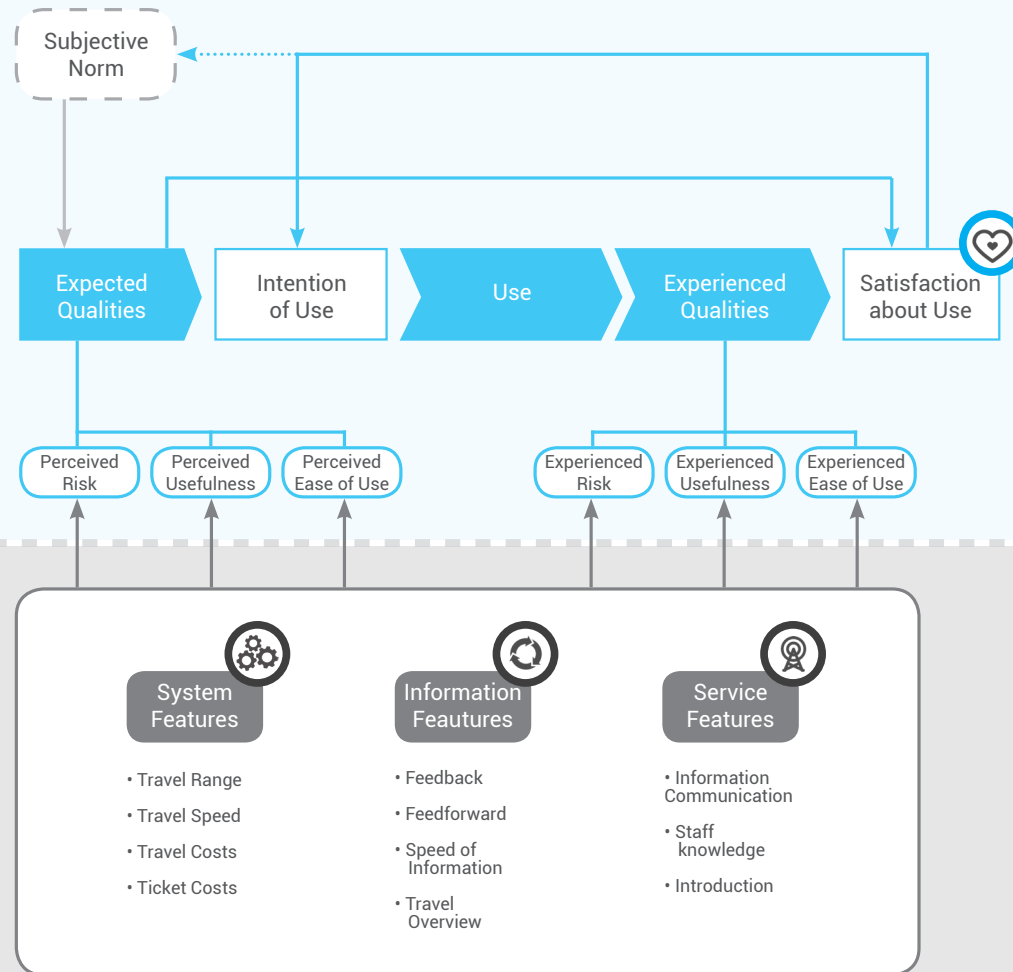 Subjective
Norm
Expected
Qualities
Intention
of Use
Use
Experienced
Qualities
Satisfaction
about Use
Perceived
Risk
Perceived
Usefulness
Perceived
Ease of Use
Experienced
Risk
Experienced
Usefulness
Experienced
Ease of Use
System
Features
• Travel Range
• Travel Speed
• Travel Costs
• Ticket Costs
Information
Feautures
• Feedback
• Feedforward
• Speed of
Information
• Travel
Overview
Service
Features
• Information
Communication
• Staff
knowledge
• Introduction